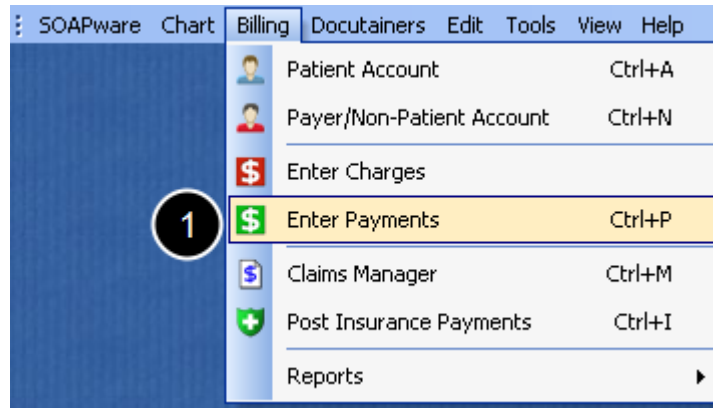 SOAPware Chart Billing Docutainers Edit Tools View Help
Patient Account Ctrl+A
Payer/Non-Patient Account Ctrl+N
$ Enter Charges
1 $ Enter Payments Ctrl+P
$ Claims Manager Ctrl+M
Post Insurance Payments Ctrl+I
Reports